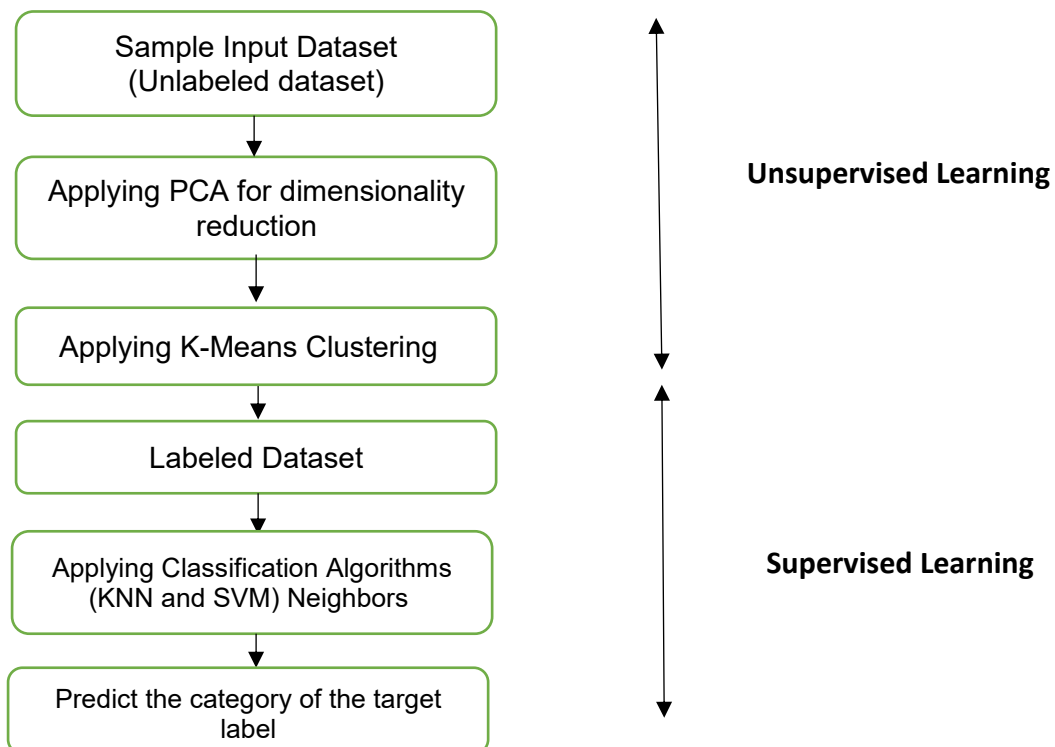 Sample Input Dataset
(Unlabeled dataset)
Applying PCA for dimensionality
reduction
Unsupervised Learning
Applying K-Means Clustering
Labeled Dataset
Applying Classification Algorithms
(KNN and SVM) Neighbors
Supervised Learning
Predict the category of the target
label